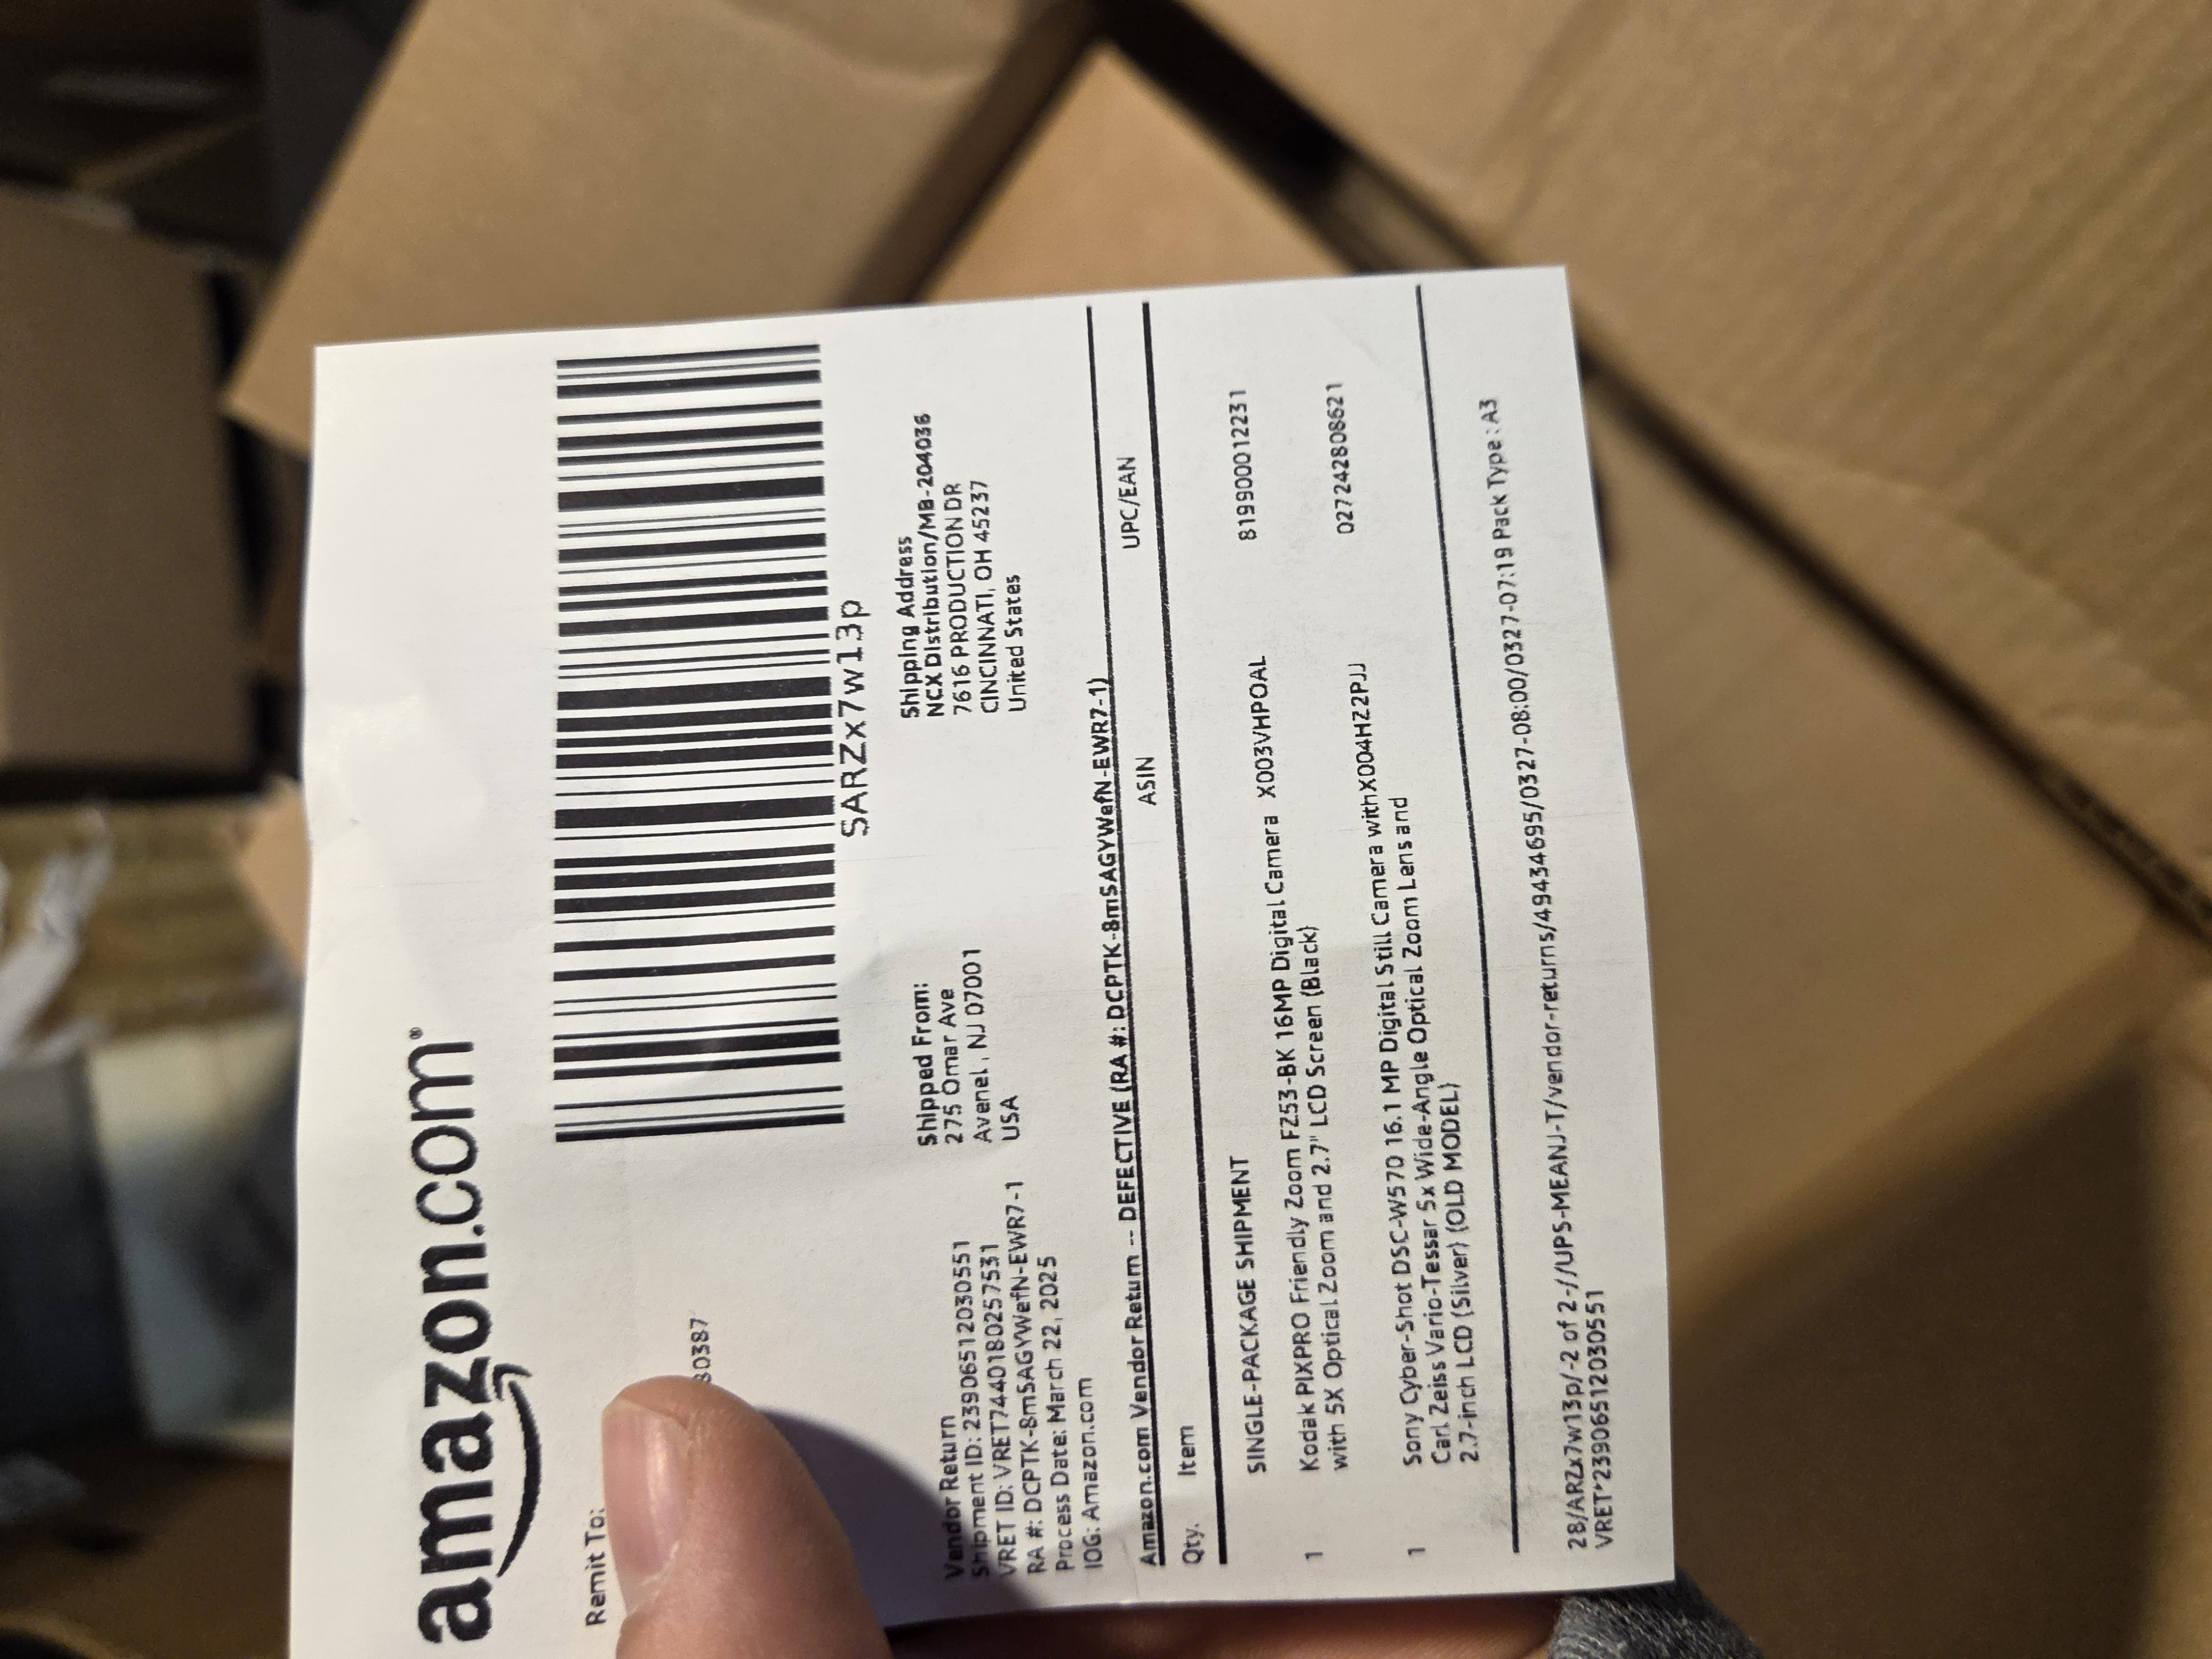 amazon.com
Remit To:
80387
SARZx7w13p
Vendor Return
Shipment ID: 2390651203O551
VRET ID: VRET7440180257531
RA #: DCPTK-8mSAGYWefN-EWR7-1
Process Date: March 22, 2025
IOG: Amazon.com
Shipped From:
275 Omar Ave
Avenel , NJ 07001
USA
Shipping Address
NCX Distribution/MB-204036
7616 PRODUCTION DR
CINCINNATI, OH 45237
United States
Amazon.com Vendor Return -- DEFECTIVE (RA #: DCPTK-8mSAGYWefN-EWR7-1)
Qty. Item ASIN UPC/EAN
SINGLE-PACKAGE SHIPMENT
1 Kodak PIXPRO Friendly Zoom FZ53-BK 16MP Digital Camera X003VHPOAL 819900012231
with 5X Optical Zoom and 2.7" LCD Screen (Black)
1 Sony Cyber-Shot DSC-W570 16.1 MP Digital Still Camera withX004HZ2PJJ 027242808621
Carl Zeiss Vario-Tessar 5x Wide-Angle Optical Zoom Lens and
2.7-inch LCD (Silver) (OLD MODEL)
28/ARZx7w13p/-2 of 2-//UPS-MEANJ-T/vendor-returns/49434695/0327-08:00/0327-07:19 Pack Type : A3
VRET*23906512030551